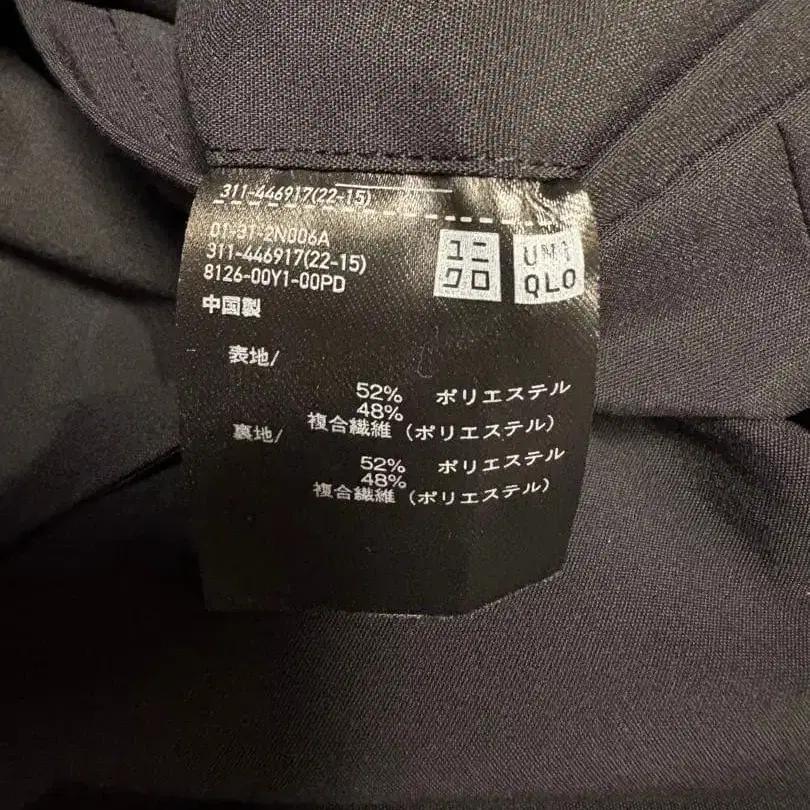 311-446917(22-15)
01-31-2N006A
311-446917(22-15)
8126-00Y1-00PD
中国製
ユニ
クロ
UNI
QLO
表地/
52% ポリエステル
48%
複合繊維 (ポリエステル)
裏地/
52% ポリエステル
48%
複合繊維 (ポリエステル)